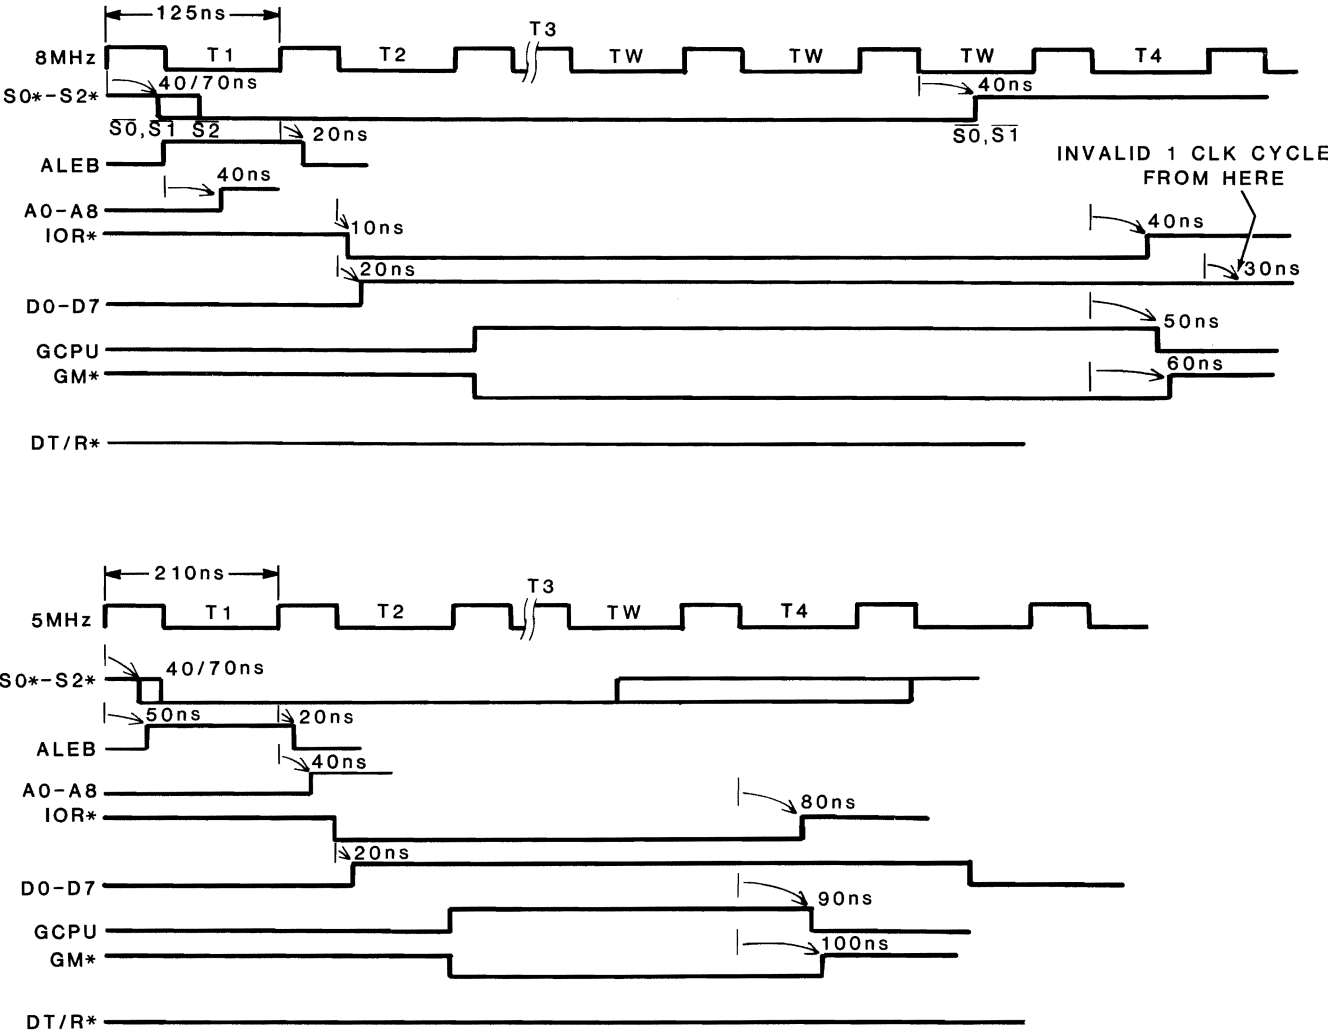 125ns
T3
8MHz T1 T2 TW TW TW T4
40/70ns 40ns
S0*-S2*
S0, S1 S2 20ns S0, S1
ALEB
INVALID 1 CLK CYCLE
FROM HERE
40ns
A0-A8
IOR* 10ns 40ns
20ns 30ns
D0-D7
50ns
GCPU
60ns
GM*
DT/R*
210ns
T3
5MHz T1 T2 TW T4
40/70ns
S0*-S2*
50ns 20ns
ALEB
40ns
A0-A8
80ns
IOR*
20ns
D0-D7
90ns
GCPU
100ns
GM*
DT/R*